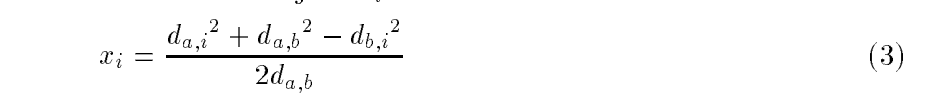 x_i = \frac{{d_{a,i}}^2 + {d_{a,b}}^2 - {d_{b,i}}^2}{2d_{a,b}} (3)